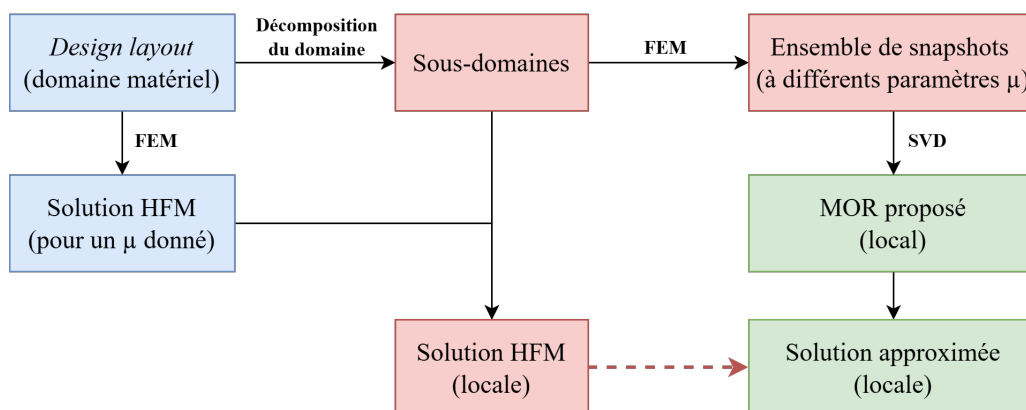 Design layout
(domaine matériel)
Décomposition
du domaine
Sous-domaines
FEM
Ensemble de snapshots
(à différents paramètres µ)
FEM
SVD
Solution HFM
(pour un µ donné)
MOR proposé
(local)
Solution HFM
(locale)
Solution approximée
(locale)